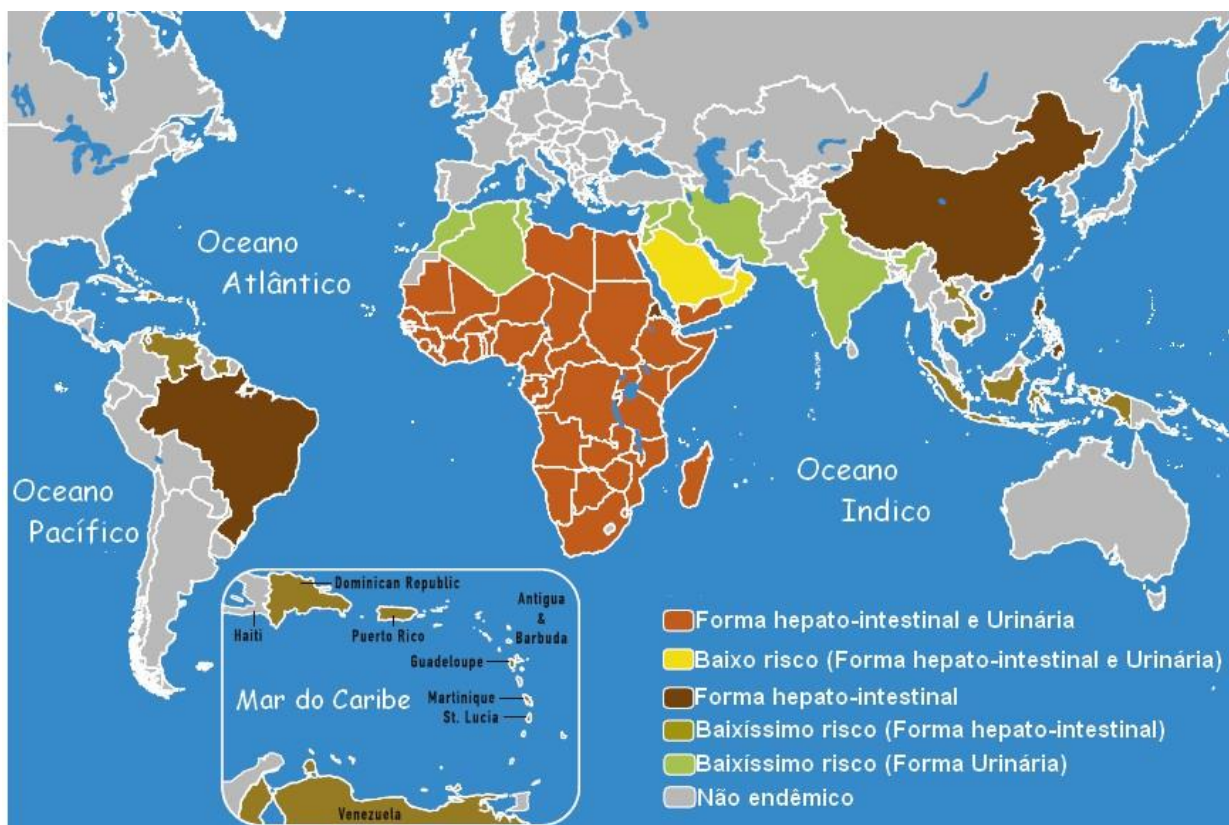 Oceano
Atlântico
Oceano
Pacífico
Oceano
Indico
Dominican Republic
Haiti
Puerto Rico
Antigua
&
Barbuda
Guadeloupe
Mar do Caribe
Martinique
St. Lucia
Venezuela
Forma hepato-intestinal e Urinária
Baixo risco (Forma hepato-intestinal e Urinária)
Forma hepato-intestinal
Baixíssimo risco (Forma hepato-intestinal)
Baixíssimo risco (Forma Urinária)
Não endêmico